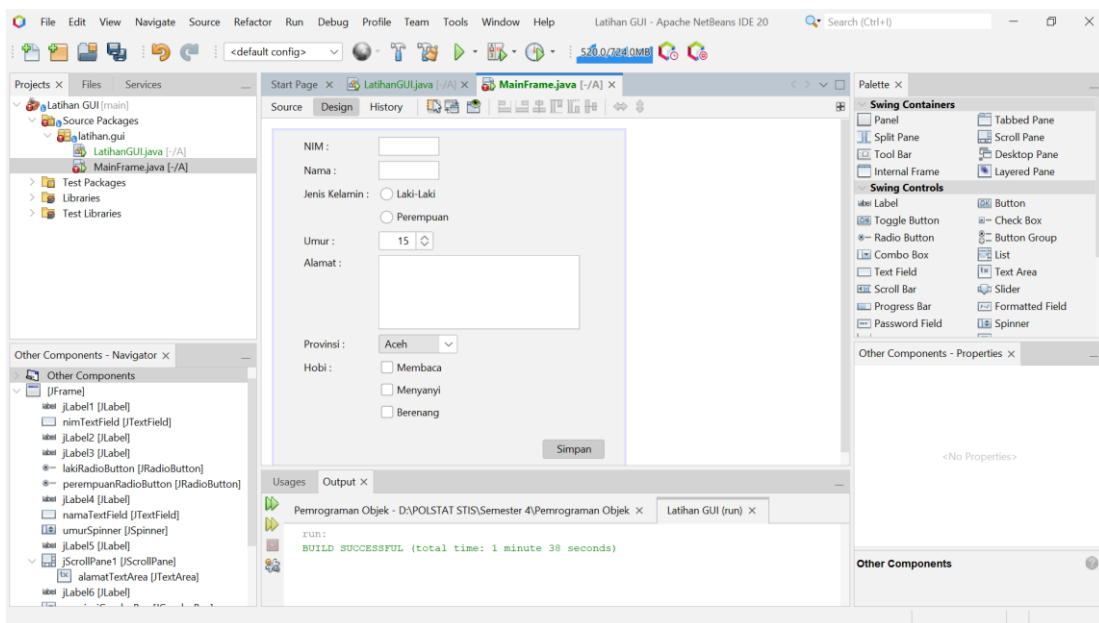 File Edit View Navigate Source Refactor Run Debug Profile Team Tools Window Help Latihan GUI - Apache NetBeans IDE 20 Search (Ctrl+I)
<default config> 520.0/724.0MB
Projects Files Services
Latihan GUI [main]
Source Packages
latihan.gui
LatihanGUI.java [-/A]
MainFrame.java [-/A]
Test Packages
Libraries
Test Libraries
Other Components - Navigator
Other Components
[JFrame]
jLabel1 [JLabel]
nimTextField [JTextField]
jLabel2 [JLabel]
jLabel3 [JLabel]
lakiRadioButton [JRadioButton]
perempuanRadioButton [JRadioButton]
jLabel4 [JLabel]
namaTextField [JTextField]
umurSpinner [JSpinner]
jLabel5 [JLabel]
jScrollPane1 [JScrollPane]
alamatTextArea [JTextArea]
jLabel6 [JLabel]
Start Page LatihanGUI.java [-/A] MainFrame.java [-/A]
Source Design History
NIM :
Nama :
Jenis Kelamin : Laki-Laki
Perempuan
Umur : 15
Alamat :
Provinsi : Aceh
Hobi : Membaca
Menyanyi
Berenang
Simpan
Usages Output
Pemrograman Objek - D:\POLSTAT STIS\Semester 4\Pemrograman Objek Latihan GUI (run)
run:
BUILD SUCCESSFUL (total time: 1 minute 38 seconds)
Palette
Swing Containers
Panel Tabbed Pane
Split Pane Scroll Pane
Tool Bar Desktop Pane
Internal Frame Layered Pane
Swing Controls
Label Button
Toggle Button Check Box
Radio Button Button Group
Combo Box List
Text Field Text Area
Scroll Bar Slider
Progress Bar Formatted Field
Password Field Spinner
Other Components - Properties
<No Properties>
Other Components